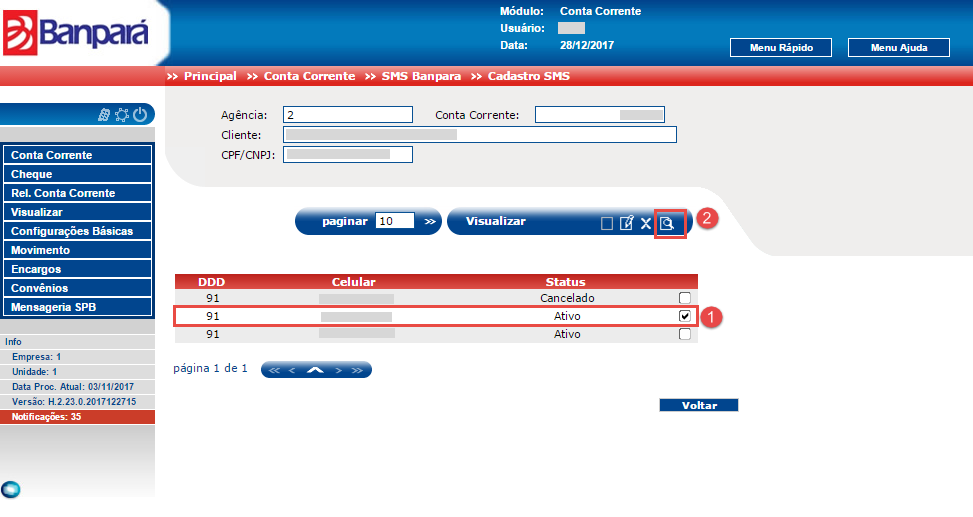 Banpará
Módulo: Conta Corrente
Usuário:
Data: 28/12/2017
Menu Rápido
Menu Ajuda
>> Principal >> Conta Corrente >> SMS Banpara >> Cadastro SMS
Agência: 2
Conta Corrente:
Cliente:
CPF/CNPJ:
Conta Corrente
Cheque
Rel. Conta Corrente
Visualizar
Configurações Básicas
Movimento
Encargos
Convênios
Mensageria SPB
Info
Empresa: 1
Unidade: 1
Data Proc. Atual: 03/11/2017
Versão: H.2.23.0.2017122715
Notificações: 35
paginar 10 >>
Visualizar
2
DDD Celular Status
91 Cancelado
91 Ativo
1
91 Ativo
página 1 de 1 << < > >>
Voltar